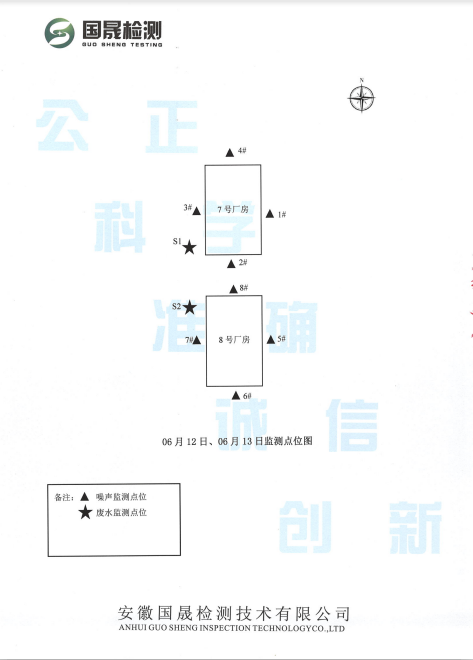 国晟检测
GUO SHENG TESTING
N
公正
4#
3#
7号厂房
1#
科学
S1
2#
8#
S2
准确
7#
8号厂房
5#
6#
诚信
06月12日、06月13日监测点位图
备注：▲ 噪声监测点位
★ 废水监测点位
创新
安徽国晟检测技术有限公司
ANHUI GUO SHENG INSPECTION TECHNOLOGYCO.,LTD